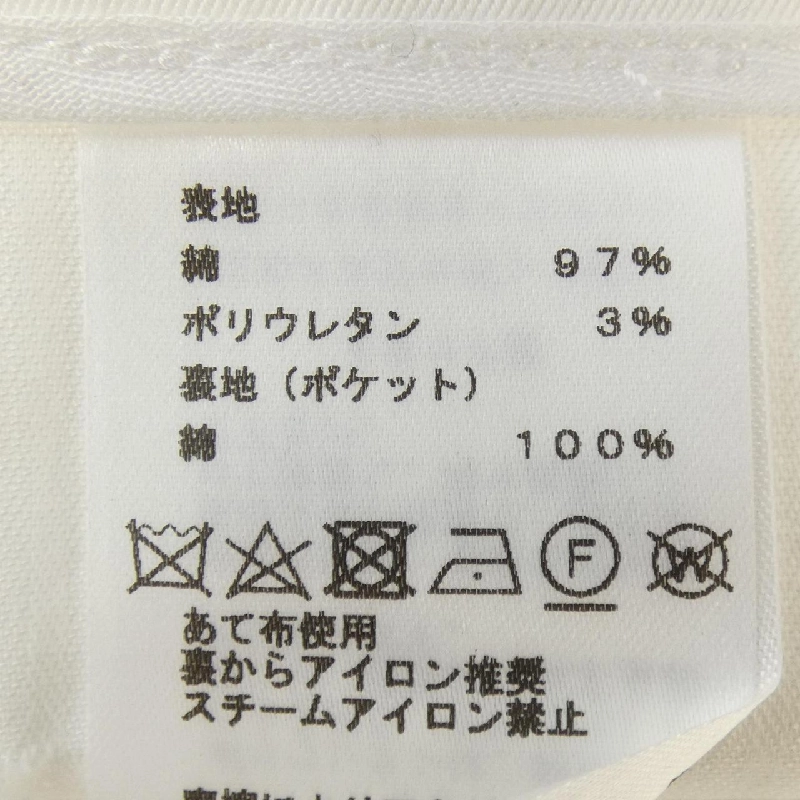 表地
綿 97%
ポリウレタン 3%
裏地（ポケット）
綿 100%
F
W
あて布使用
裏からアイロン推奨
スチームアイロン禁止